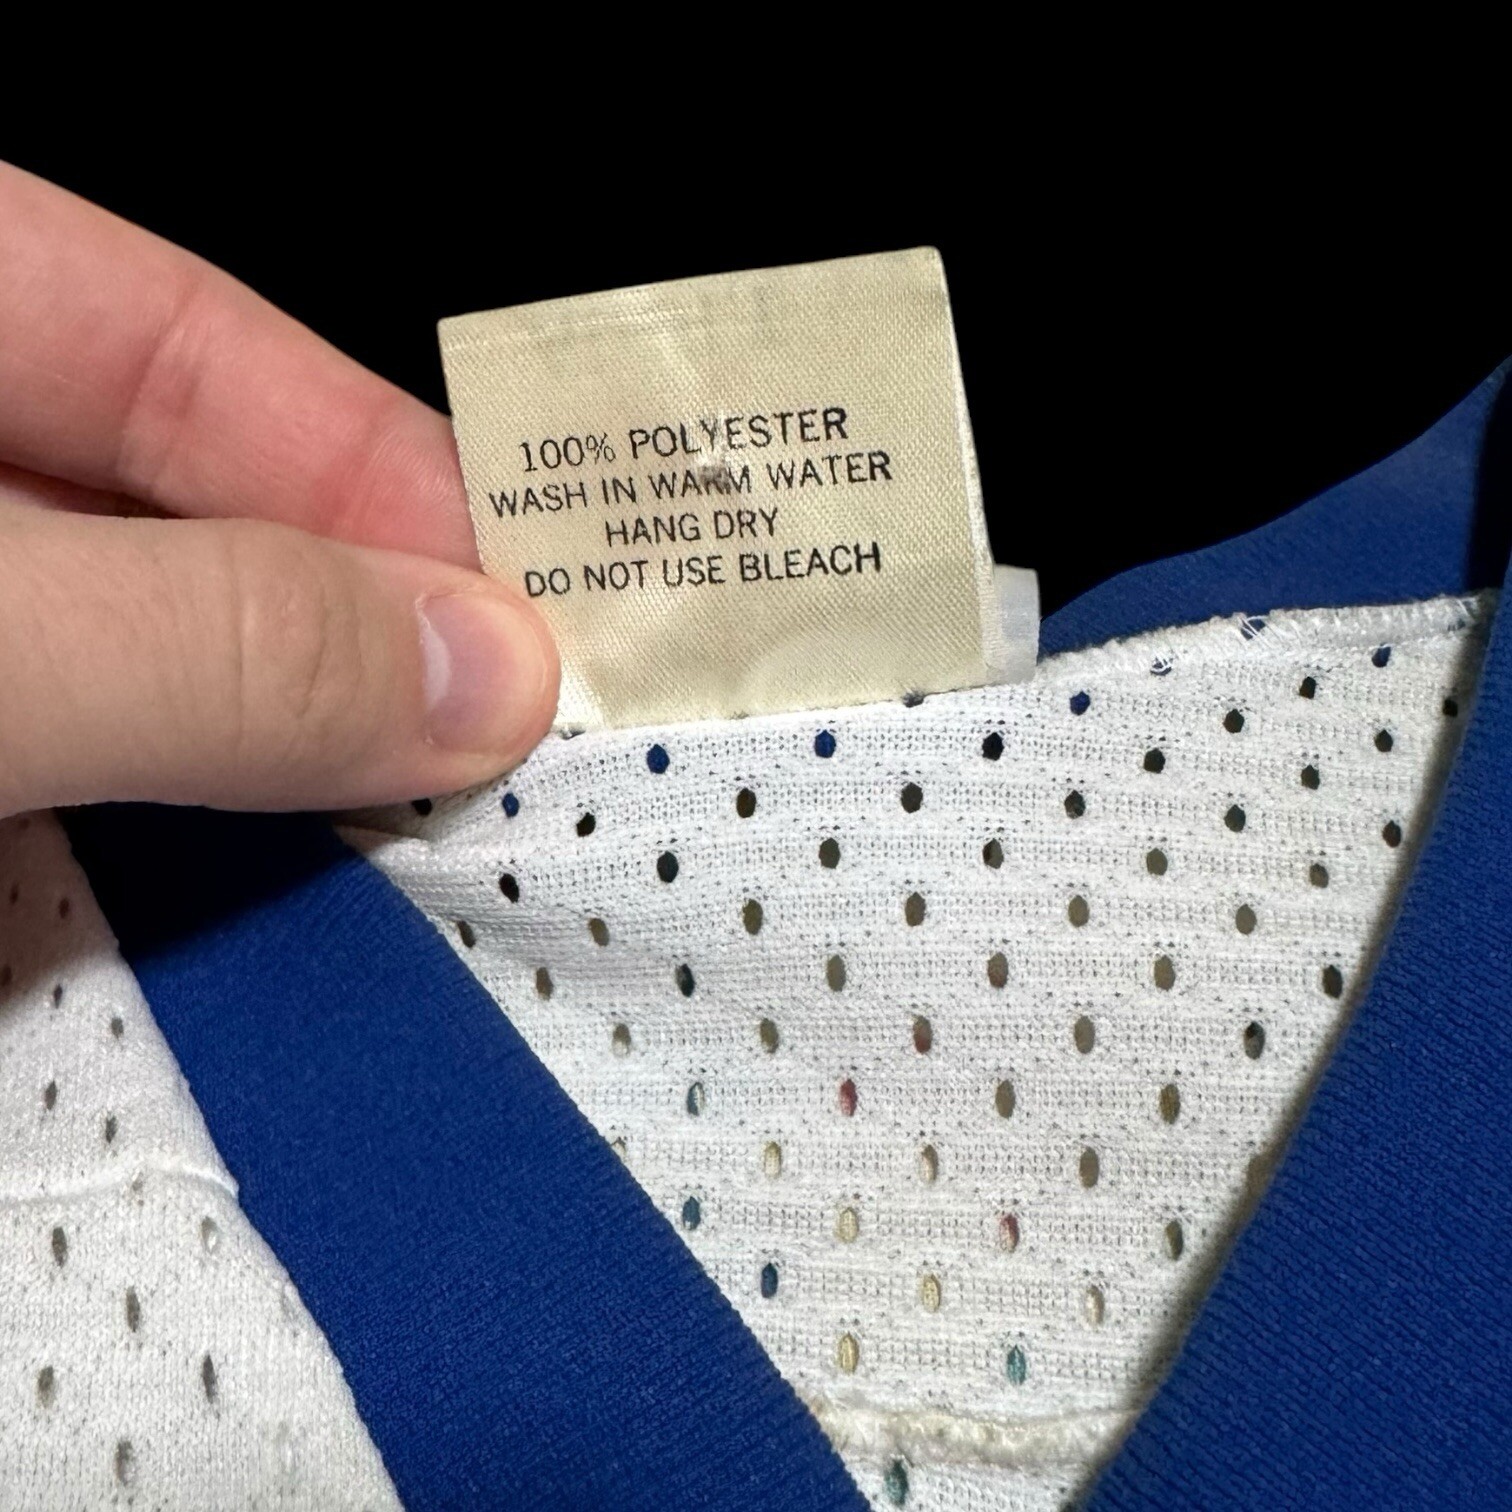 100% POLYESTER
WASH IN WARM WATER
HANG DRY
DO NOT USE BLEACH